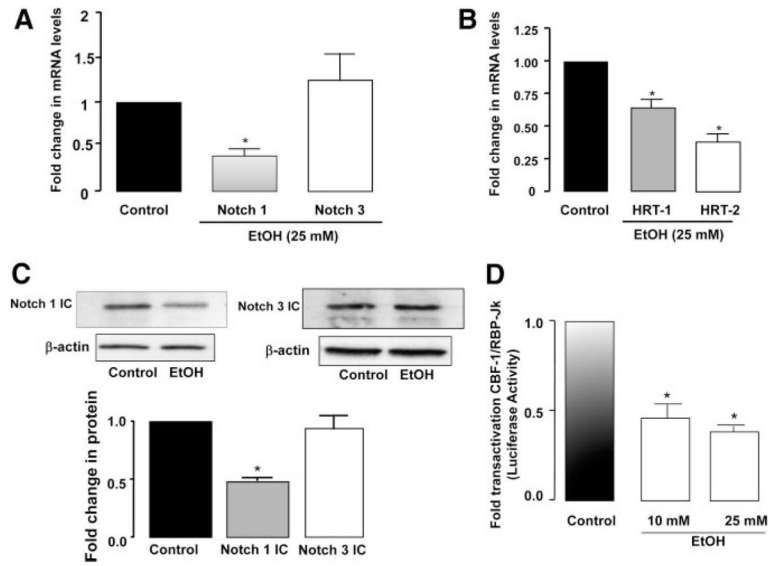 A
Fold change in mRNA levels
2
1.5
1
0.5
0
*
Control
Notch 1
Notch 3
EtOH (25 mM)
B
Fold change in mRNA levels
1.25
1.00
0.75
0.50
0.25
0
*
*
Control
HRT-1
HRT-2
EtOH (25 mM)
C
Notch 1 IC
β-actin
Control EtOH
Notch 3 IC
β-actin
Control EtOH
Fold change in protein
1.0
0.5
0.0
*
Control
Notch 1 IC
Notch 3 IC
D
Fold transactivation CBF-1/RBP-Jk
(Luciferase Activity)
1.0
0.5
0.0
*
*
Control
10 mM
25 mM
EtOH